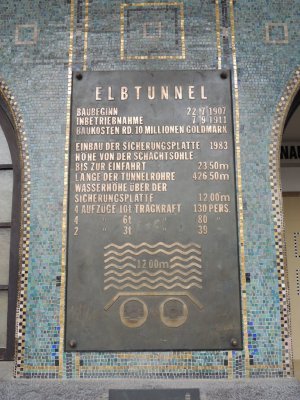 ELBTUNNEL
BAUBEGINN 22.7.1907
INBETRIEBNAHME 7.9.1911
BAUKOSTEN RD. 10 MILLIONEN GOLDMARK
EINBAU DER SICHERUNGSPLATTE 1983
HÖHE VON DER SCHACHTSOHLE
BIS ZUR EINFAHRT 23.50m
LÄNGE DER TUNNELROHRE 426.50m
WASSERHÖHE ÜBER DER
SICHERUNGSPLATTE 12.00m
4 AUFZÜGE 10t TRAGKRAFT 130 PERS.
4 " 6t " 80 "
2 " 3t " 39 "
12.00m